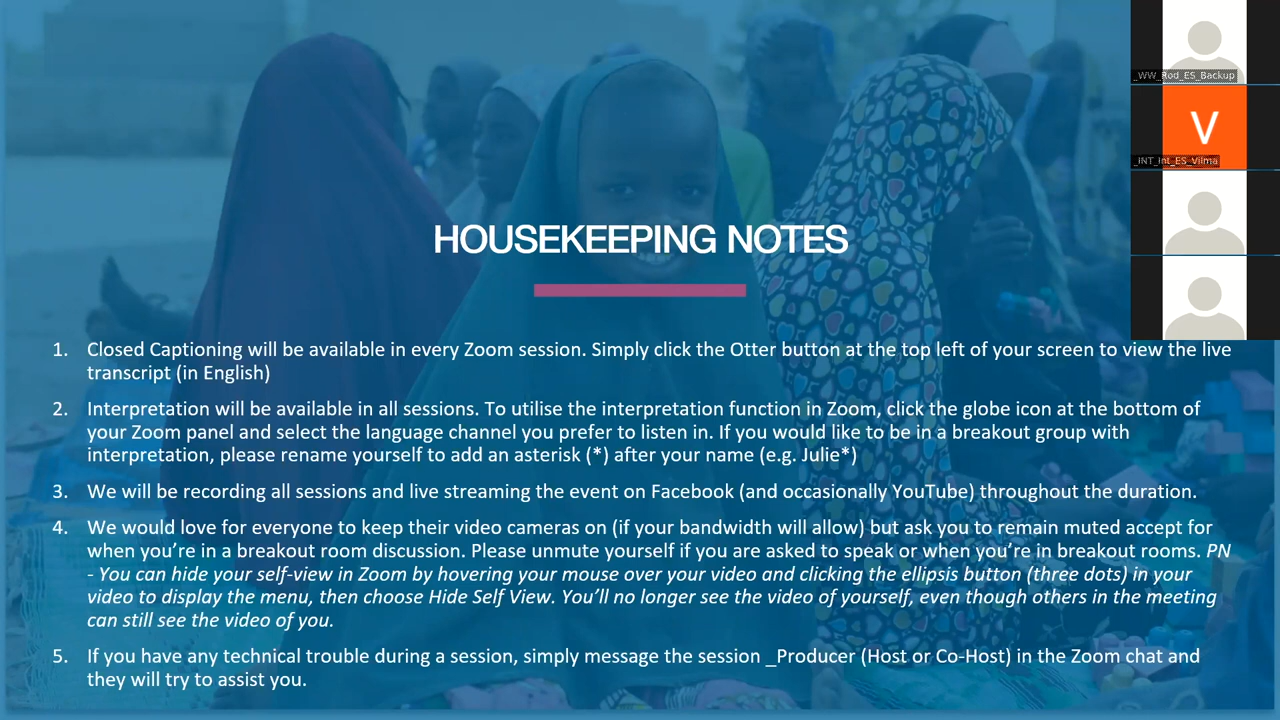 _WW_Rod_ES_Backup
V
_INT_Int_ES_Vilma
HOUSEKEEPING NOTES
1. Closed Captioning will be available in every Zoom session. Simply click the Otter button at the top left of your screen to view the live
transcript (in English)
2. Interpretation will be available in all sessions. To utilise the interpretation function in Zoom, click the globe icon at the bottom of
your Zoom panel and select the language channel you prefer to listen in. If you would like to be in a breakout group with
interpretation, please rename yourself to add an asterisk (*) after your name (e.g. Julie*)
3. We will be recording all sessions and live streaming the event on Facebook (and occasionally YouTube) throughout the duration.
4. We would love for everyone to keep their video cameras on (if your bandwidth will allow) but ask you to remain muted accept for
when you’re in a breakout room discussion. Please unmute yourself if you are asked to speak or when you’re in breakout rooms. PN
- You can hide your self-view in Zoom by hovering your mouse over your video and clicking the ellipsis button (three dots) in your
video to display the menu, then choose Hide Self View. You’ll no longer see the video of yourself, even though others in the meeting
can still see the video of you.
5. If you have any technical trouble during a session, simply message the session _Producer (Host or Co-Host) in the Zoom chat and
they will try to assist you.